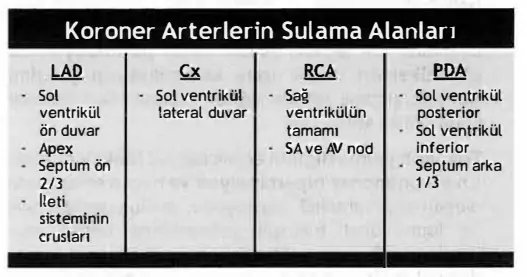 Koroner Arterlerin Sulama Alanları
LAD
- Sol
ventrikül
ön duvar
- Apex
- Septum ön
2/3
- İleti
sisteminin
crusları
Cx
- Sol ventrikül
lateral duvar
RCA
- Sağ
ventrikülün
tamamı
- SA ve AV nod
PDA
- Sol ventrikül
posterior
- Sol ventrikül
inferior
- Septum arka
1/3